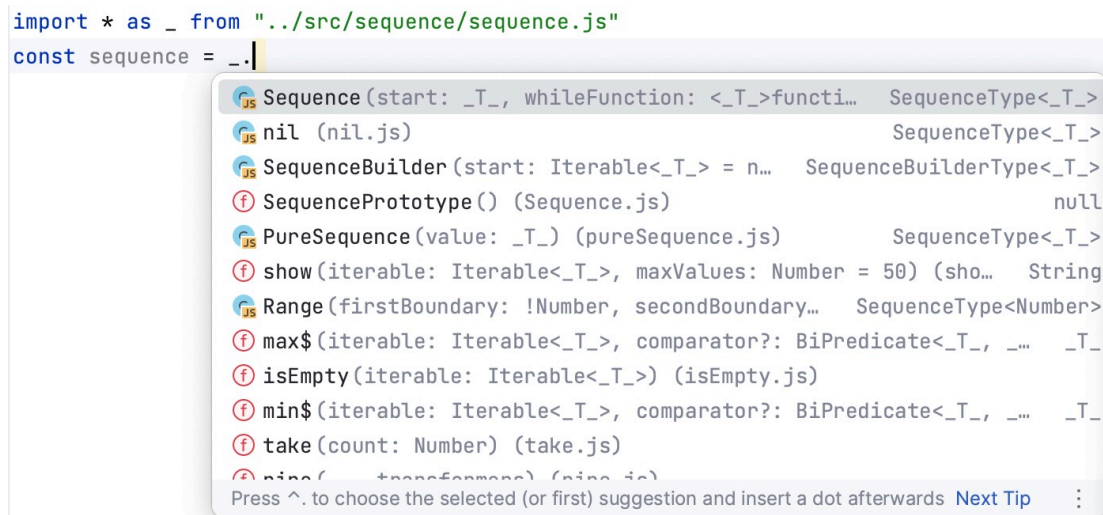 import * as _ from "../src/sequence/sequence.js"
const sequence = _.
Sequence(start: _T_, whileFunction: <_T_>functi… SequenceType<_T_>
nil (nil.js) SequenceType<_T_>
SequenceBuilder(start: Iterable<_T_> = n… SequenceBuilderType<_T_>
SequencePrototype() (Sequence.js) null
PureSequence(value: _T_) (pureSequence.js) SequenceType<_T_>
show(iterable: Iterable<_T_>, maxValues: Number = 50) (sho… String
Range(firstBoundary: !Number, secondBoundary… SequenceType<Number>
max$(iterable: Iterable<_T_>, comparator?: BiPredicate<_T_, _… _T_
isEmpty(iterable: Iterable<_T_>) (isEmpty.js)
min$(iterable: Iterable<_T_>, comparator?: BiPredicate<_T_, _… _T_
take(count: Number) (take.js)
pipe(... transformers) (pipe.js)
Press ^. to choose the selected (or first) suggestion and insert a dot afterwards Next Tip